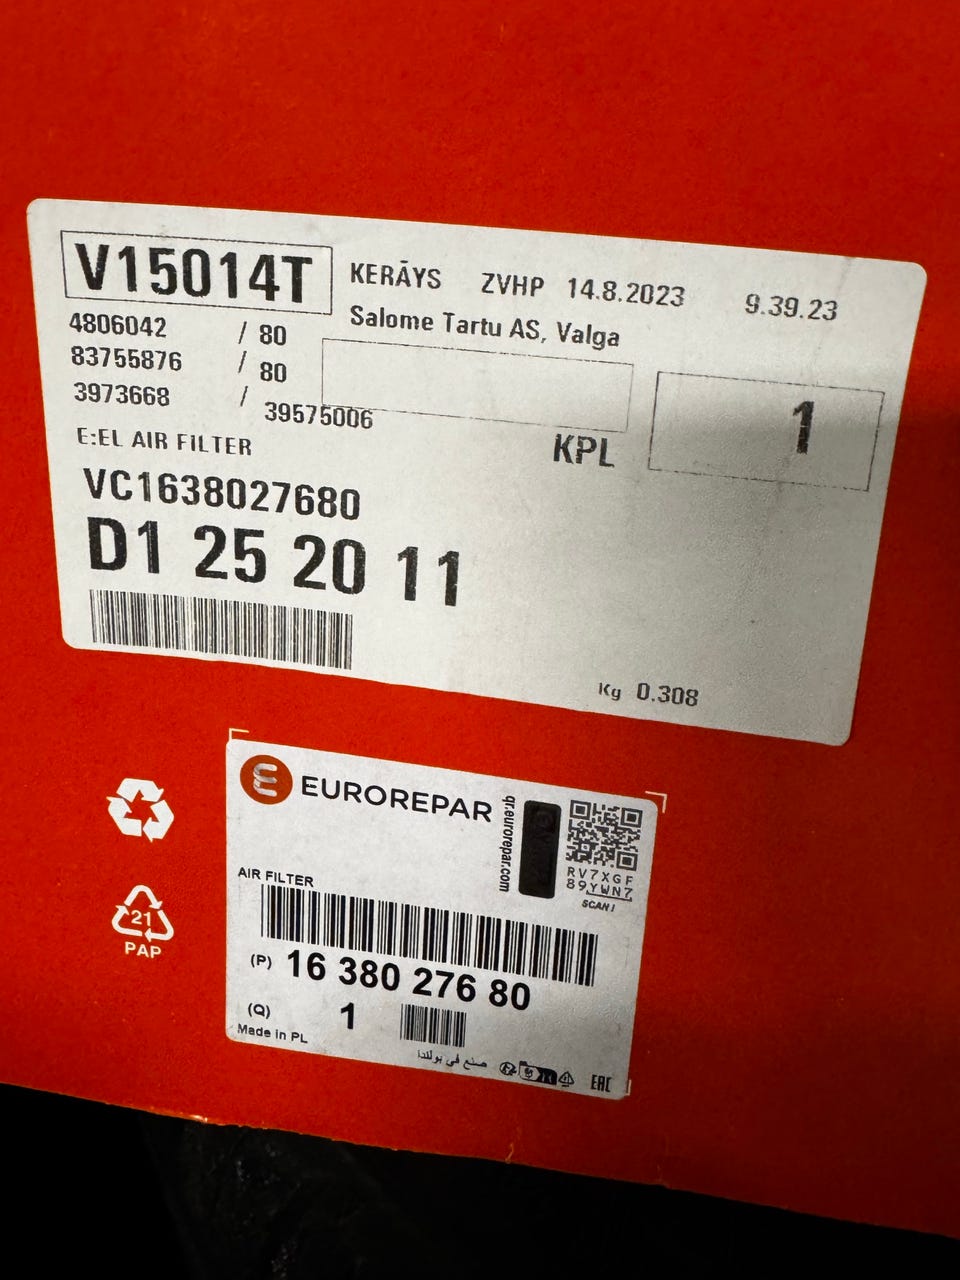 V15014T
KERÄYS ZVHP 14.8.2023 9.39.23
Salome Tartu AS, Valga
4806042 / 80
83755876 / 80
3973668 / 39575006
1
KPL
E:EL AIR FILTER
VC1638027680
D1 25 20 11
Kg 0.308
EUROREPAR
qr.eurorepar.com
RV7XGF
89YWN7
SCAN!
AIR FILTER
(P) 16 380 276 80
(Q) 1
Made in PL
صنع في بولندا
EAC
21
PAP